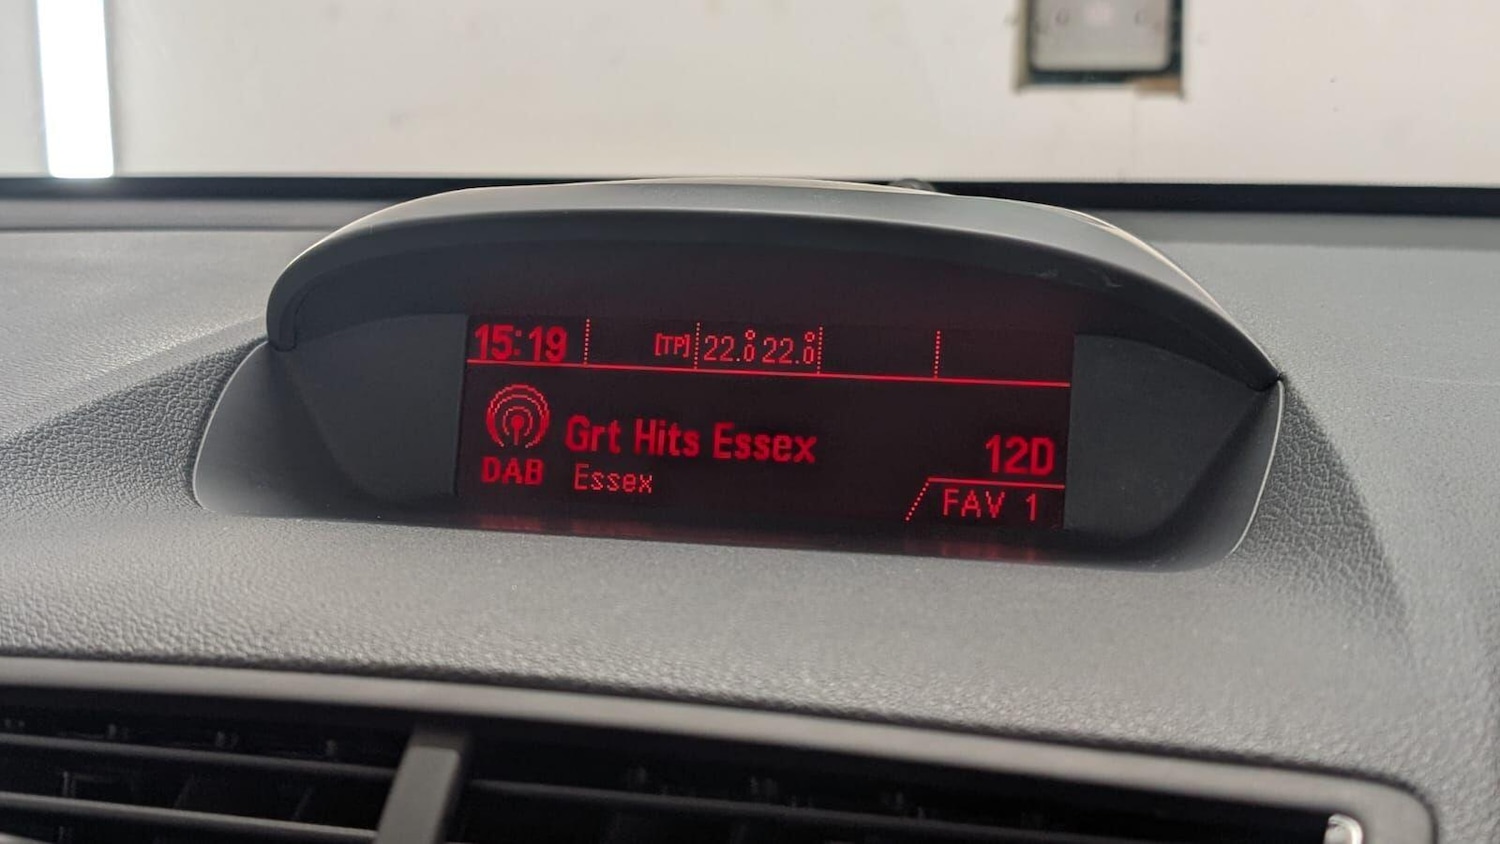 15:19 [TP] 22.0° 22.0°
Grt Hits Essex 12D
DAB Essex
FAV 1